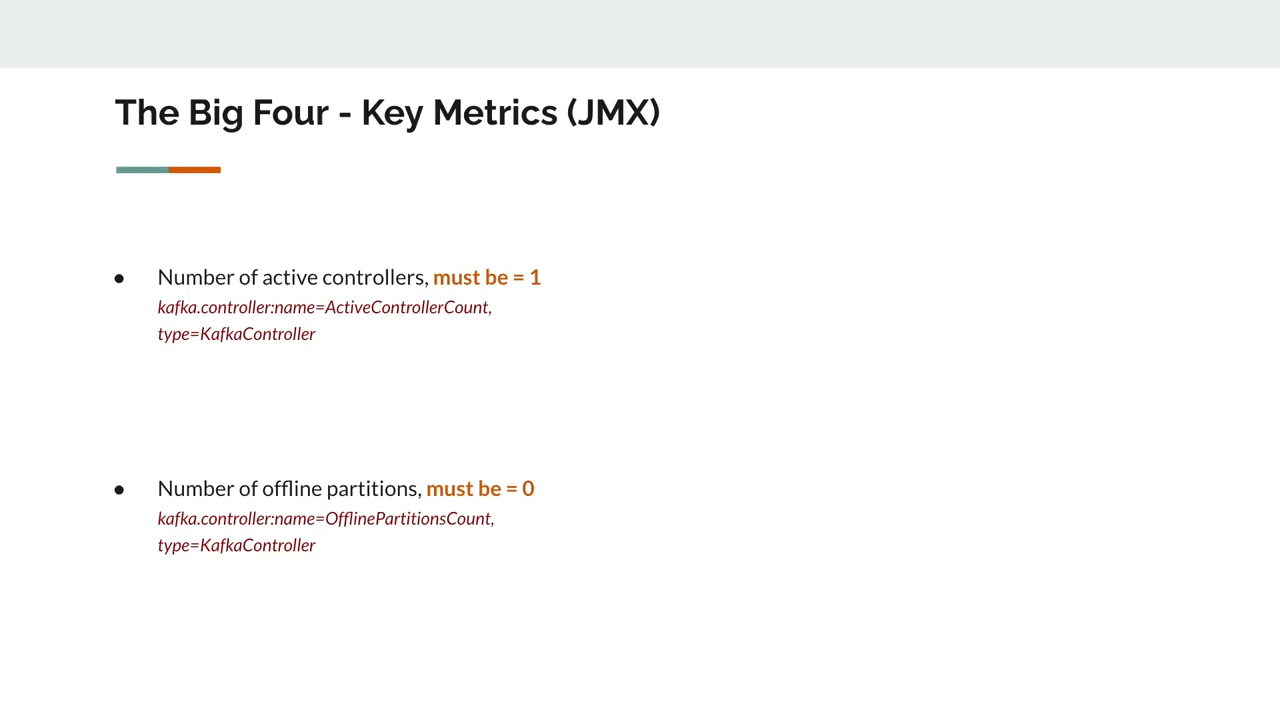 The Big Four - Key Metrics (JMX)
● Number of active controllers, must be = 1
kafka.controller:name=ActiveControllerCount,
type=KafkaController
● Number of offline partitions, must be = 0
kafka.controller:name=OfflinePartitionsCount,
type=KafkaController